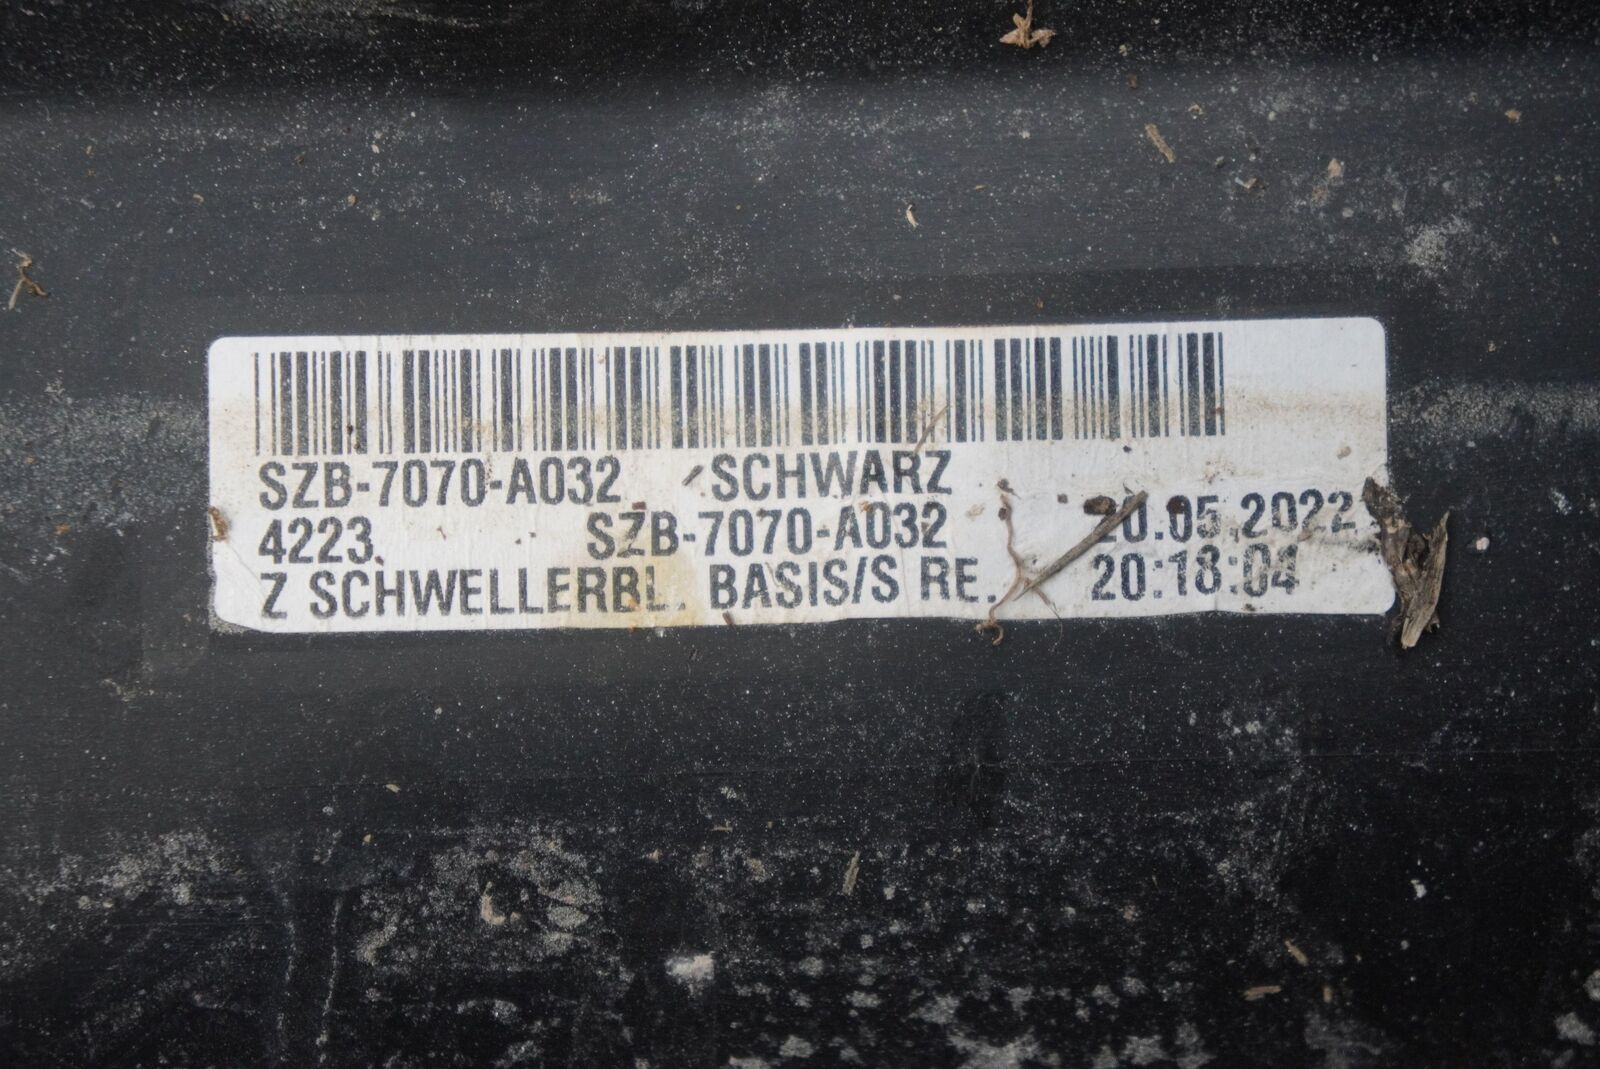 SZB-7070-A032 SCHWARZ
4223 SZB-7070-A032 20.05.2022
Z SCHWELLERBL. BASIS/S RE. 20:18:04